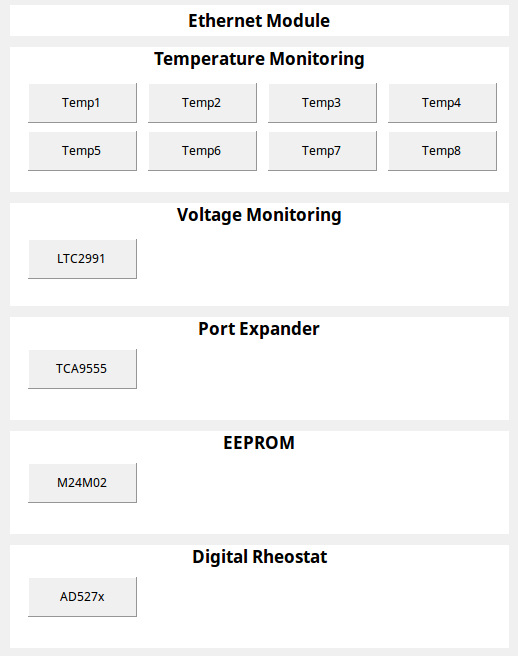 Ethernet Module
Temperature Monitoring
Temp1 Temp2 Temp3 Temp4
Temp5 Temp6 Temp7 Temp8
Voltage Monitoring
LTC2991
Port Expander
TCA9555
EEPROM
M24M02
Digital Rheostat
AD527x